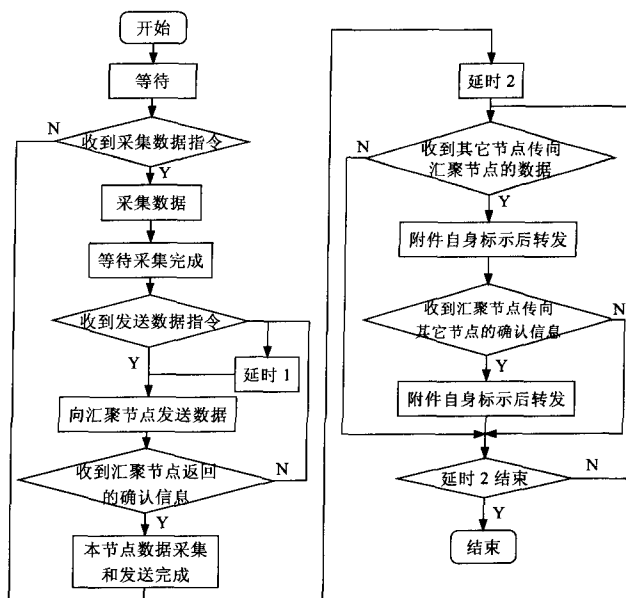 开始
等待
N
收到采集数据指令
Y
采集数据
等待采集完成
收到发送数据指令
Y
延时 1
向汇聚节点发送数据
收到汇聚节点返回
的确认信息
N
Y
本节点数据采集
和发送完成
延时 2
收到其它节点传向
汇聚节点的数据
N
Y
附件自身标示后转发
收到汇聚节点传向
其它节点的确认信息
N
Y
附件自身标示后转发
延时 2 结束
N
Y
结束